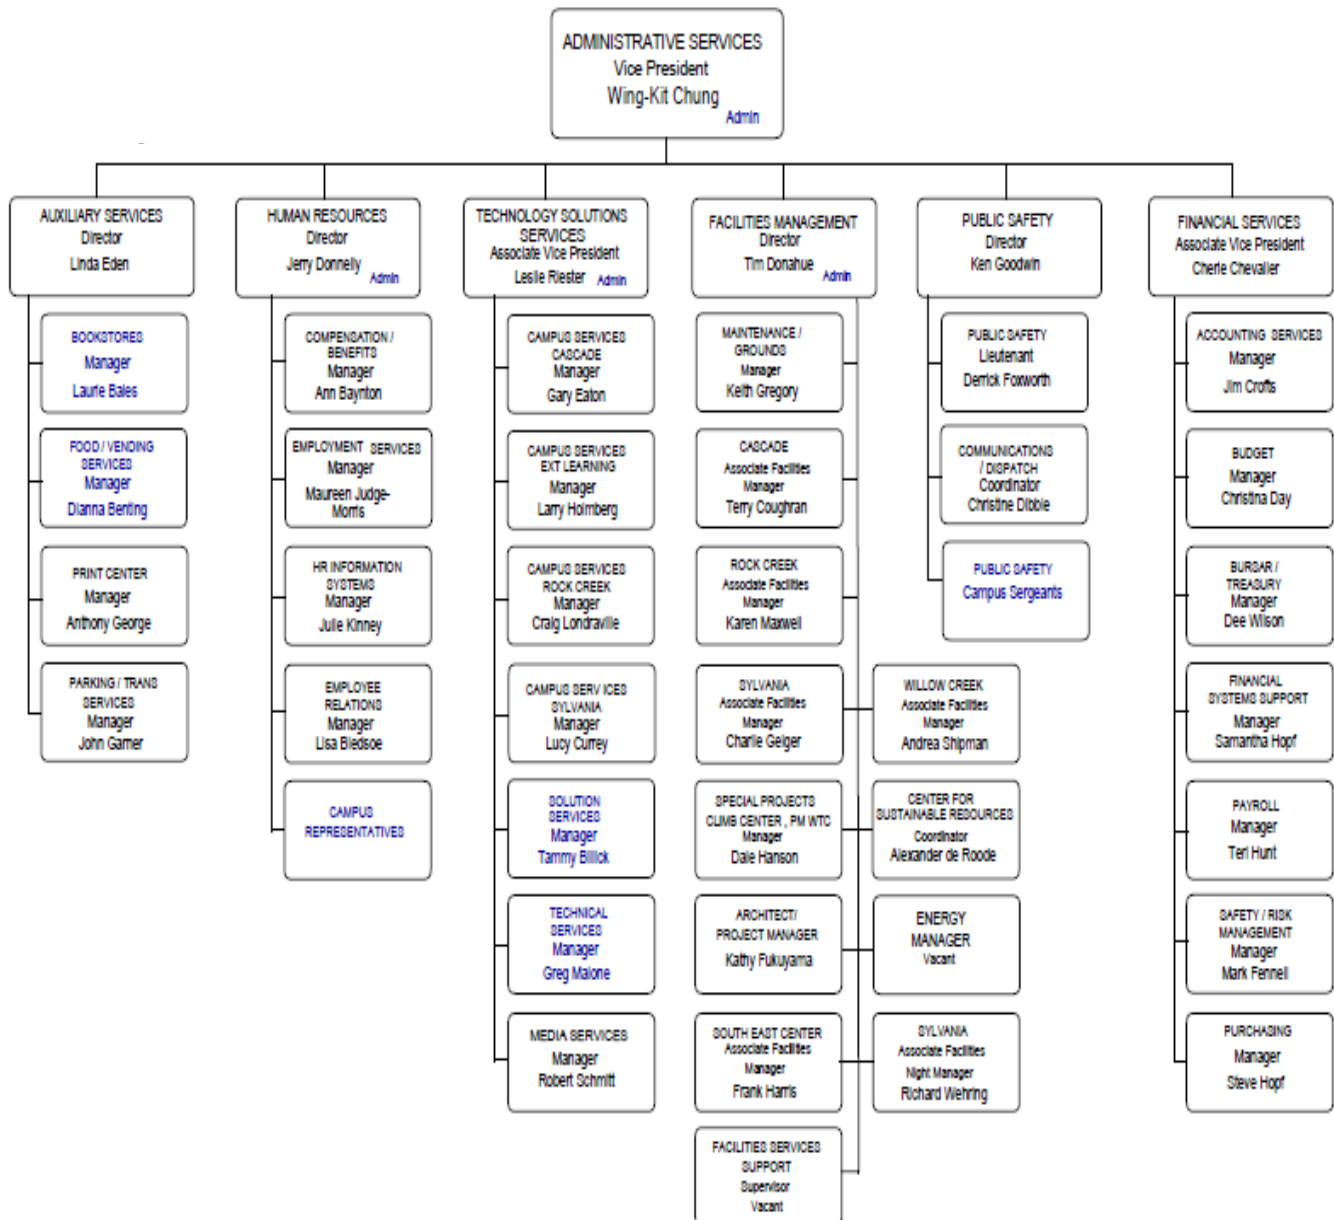 ADMINISTRATIVE SERVICES
Vice President
Wing-Kit Chung
Admin
AUXILIARY SERVICES
Director
Linda Eden
HUMAN RESOURCES
Director
Jerry Donnelly
Admin
TECHNOLOGY SOLUTIONS
SERVICES
Associate Vice President
Leslie Riester
Admin
FACILITIES MANAGEMENT
Director
Tim Donahue
Admin
PUBLIC SAFETY
Director
Ken Goodwin
FINANCIAL SERVICES
Associate Vice President
Cherie Chevalier
BOOKSTORES
Manager
Laurie Bales
FOOD / VENDING
SERVICES
Manager
Dianna Benting
PRINT CENTER
Manager
Anthony George
PARKING / TRANS
SERVICES
Manager
John Garner
COMPENSATION /
BENEFITS
Manager
Ann Baynton
EMPLOYMENT SERVICES
Manager
Maureen Judge-
Morris
HR INFORMATION
SYSTEMS
Manager
Julie Kinney
EMPLOYEE
RELATIONS
Manager
Lisa Bledsoe
CAMPUS
REPRESENTATIVES
CAMPUS SERVICES
CASCADE
Manager
Gary Eaton
CAMPUS SERVICES
EXT LEARNING
Manager
Larry Holmberg
CAMPUS SERVICES
ROCK CREEK
Manager
Craig Londraville
CAMPUS SERVICES
SYLVANIA
Manager
Lucy Currey
SOLUTION
SERVICES
Manager
Tammy Billick
TECHNICAL
SERVICES
Manager
Greg Malone
MEDIA SERVICES
Manager
Robert Schmitt
MAINTENANCE /
GROUNDS
Manager
Keith Gregory
CASCADE
Associate Facilities
Manager
Terry Coughran
ROCK CREEK
Associate Facilities
Manager
Karen Maxwell
SYLVANIA
Associate Facilities
Manager
Charlie Geiger
SPECIAL PROJECTS
CLIMB CENTER , PM WTC
Manager
Dale Hanson
ARCHITECT/
PROJECT MANAGER
Kathy Fukuyama
SOUTH EAST CENTER
Associate Facilities
Manager
Frank Harris
FACILITIES SERVICES
SUPPORT
Supervisor
Vacant
WILLOW CREEK
Associate Facilities
Manager
Andrea Shipman
CENTER FOR
SUSTAINABLE RESOURCES
Coordinator
Alexander de Roode
ENERGY
MANAGER
Vacant
SYLVANIA
Associate Facilities
Night Manager
Richard Wehring
PUBLIC SAFETY
Lieutenant
Derrick Foxworth
COMMUNICATIONS
/ DISPATCH
Coordinator
Christine Dibble
PUBLIC SAFETY
Campus Sergeants
ACCOUNTING SERVICES
Manager
Jim Crofts
BUDGET
Manager
Christina Day
BURSAR /
TREASURY
Manager
Dee Wilson
FINANCIAL
SYSTEMS SUPPORT
Manager
Samantha Hopf
PAYROLL
Manager
Teri Hunt
SAFETY / RISK
MANAGEMENT
Manager
Mark Fennell
PURCHASING
Manager
Steve Hopf